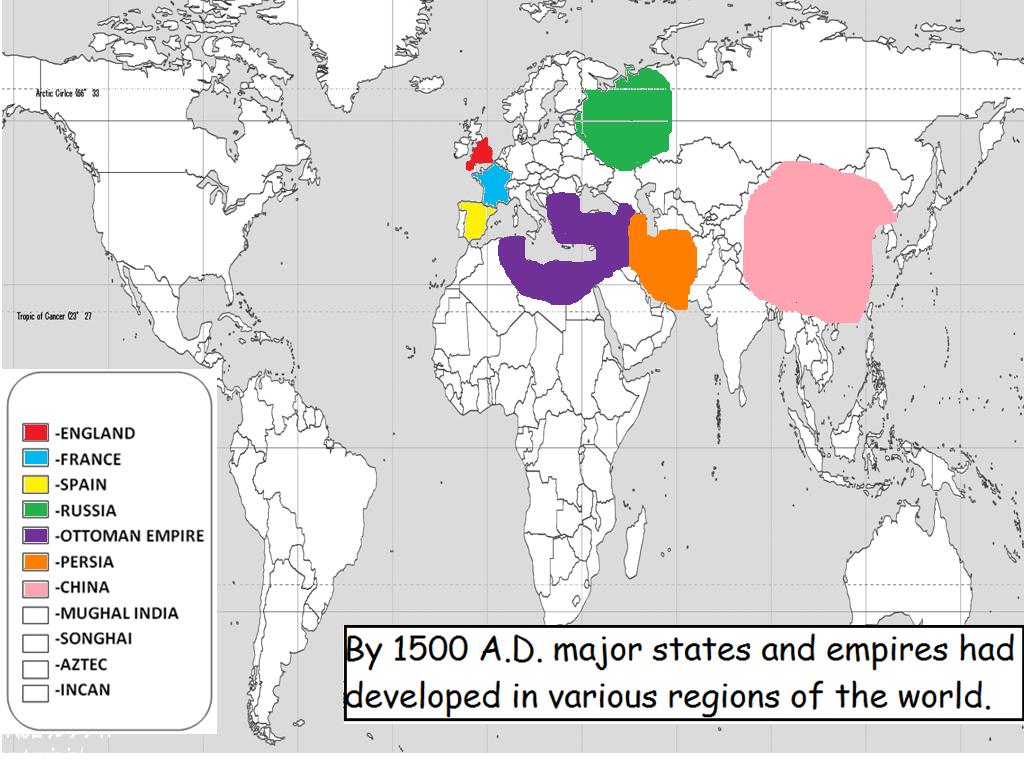 Arctic Cirlce (66° 33
Tropic of Cancer (23° 27
-ENGLAND
-FRANCE
-SPAIN
-RUSSIA
-OTTOMAN EMPIRE
-PERSIA
-CHINA
-MUGHAL INDIA
-SONGHAI
-AZTEC
-INCAN
By 1500 A.D. major states and empires had
developed in various regions of the world.